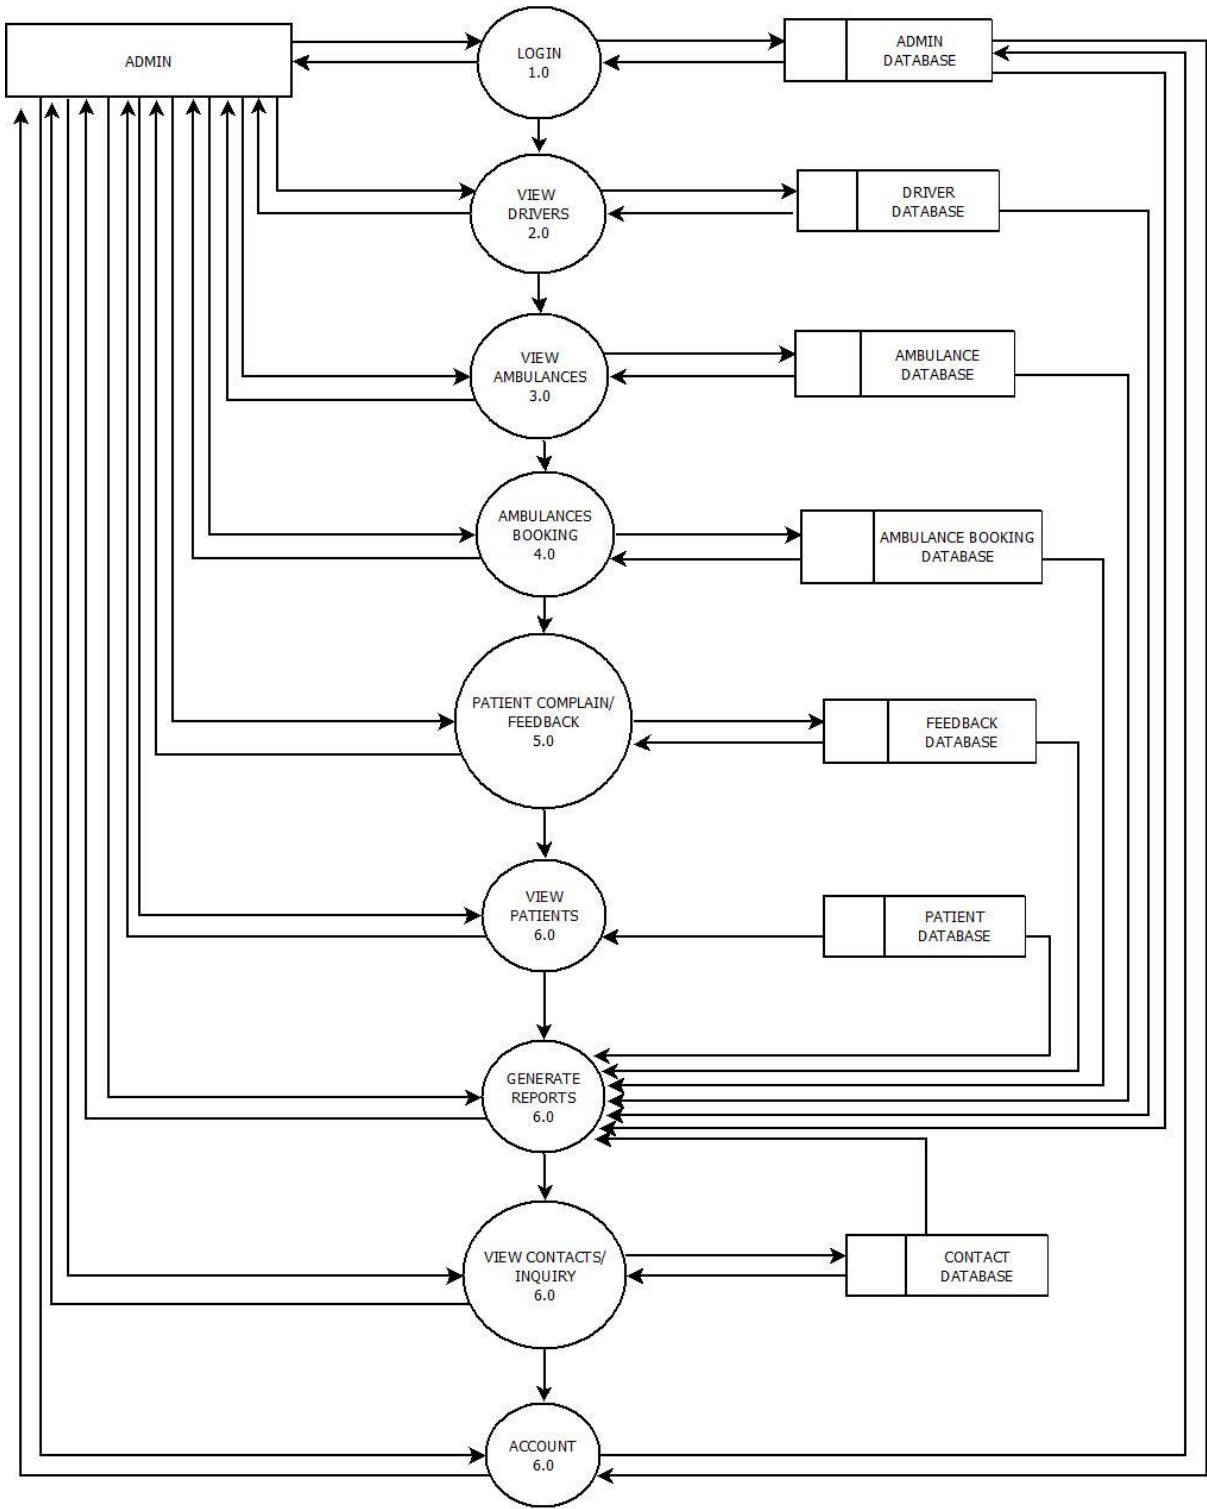 ADMIN
LOGIN
1.0
ADMIN
DATABASE
VIEW
DRIVERS
2.0
DRIVER
DATABASE
VIEW
AMBULANCES
3.0
AMBULANCE
DATABASE
AMBULANCES
BOOKING
4.0
AMBULANCE BOOKING
DATABASE
PATIENT COMPLAIN/
FEEDBACK
5.0
FEEDBACK
DATABASE
VIEW
PATIENTS
6.0
PATIENT
DATABASE
GENERATE
REPORTS
6.0
VIEW CONTACTS/
INQUIRY
6.0
CONTACT
DATABASE
ACCOUNT
6.0